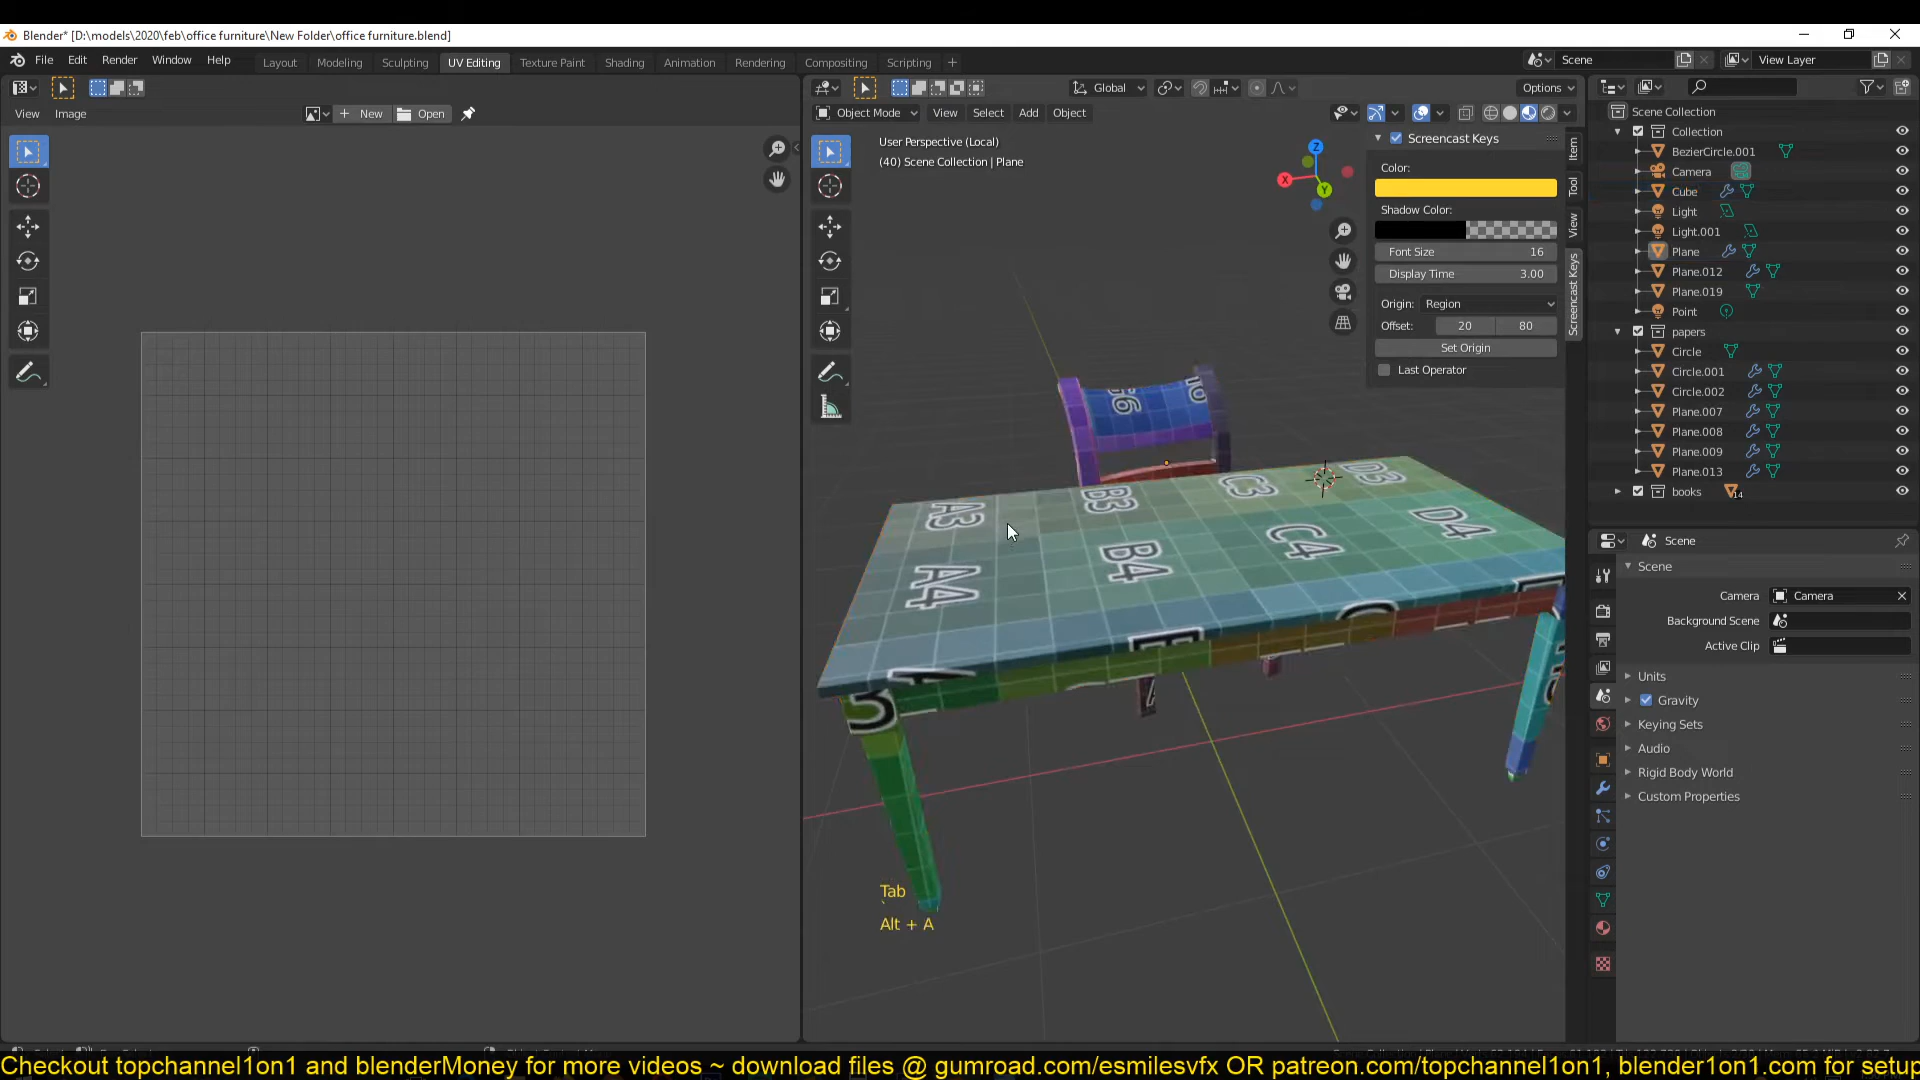 Blender* [D:\models\2020\feb\office furniture\New Folder\office furniture.blend]
File Edit Render Window Help Layout Modeling Sculpting UV Editing Texture Paint Shading Animation Rendering Compositing Scripting + Scene View Layer
Global Options
View Image New Open Object Mode View Select Add Object
User Perspective (Local)
(40) Scene Collection | Plane
Screencast Keys
Color:
Shadow Color:
Font Size 16
Display Time 3.00
Origin: Region
Offset: 20 80
Set Origin
Last Operator
Item
Tool
View
Screencast Keys
X
Y
Z
Scene Collection
Collection
BezierCircle.001
Camera
Cube
Light
Light.001
Plane
Plane.012
Plane.019
Point
papers
Circle
Circle.001
Circle.002
Plane.007
Plane.008
Plane.009
Plane.013
books 14
Scene
Scene
Camera Camera
Background Scene
Active Clip
Units
Gravity
Keying Sets
Audio
Rigid Body World
Custom Properties
A3 B3 C3 D3
A4 B4 C4 D4
Tab
Alt + A
Checkout topchannel1on1 and blenderMoney for more videos ~ download files @ gumroad.com/esmilesvfx OR patreon.com/topchannel1on1, blender1on1.com for setup